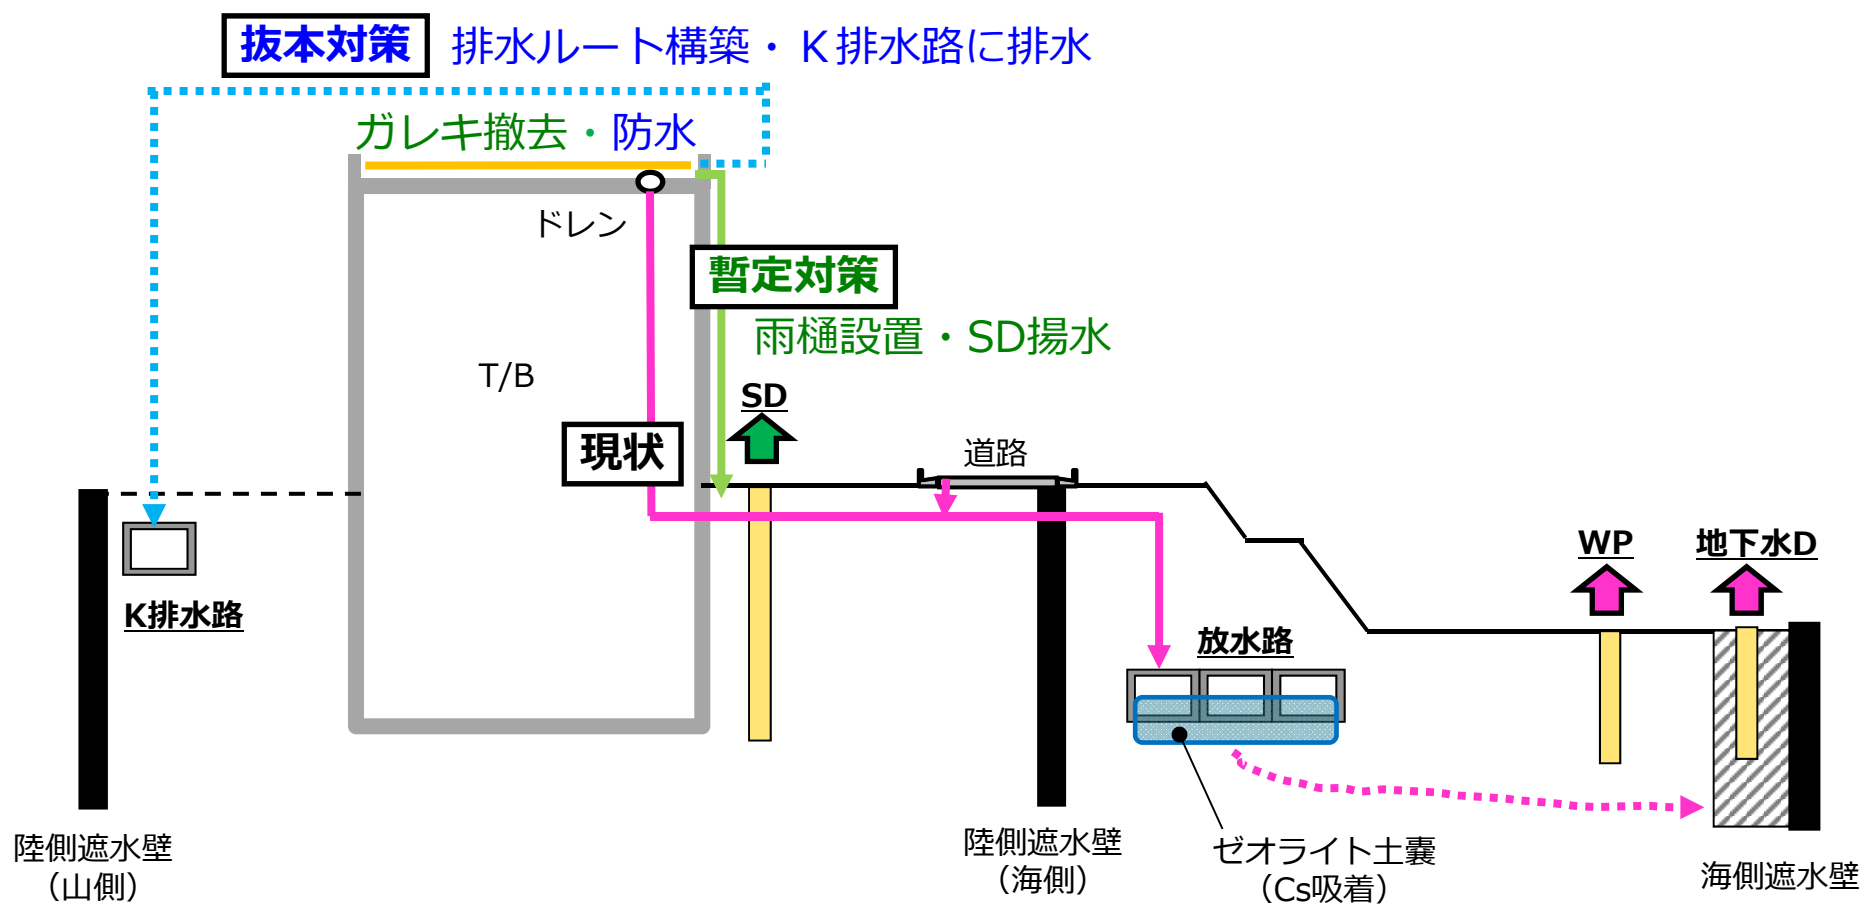 抜本対策
排水ルート構築・K排水路に排水
ガレキ撤去・防水
ドレン
暫定対策
雨樋設置・SD揚水
T/B
SD
現状
道路
WP
地下水D
K排水路
放水路
陸側遮水壁
（山側）
陸側遮水壁
（海側）
ゼオライト土嚢
（Cs吸着）
海側遮水壁